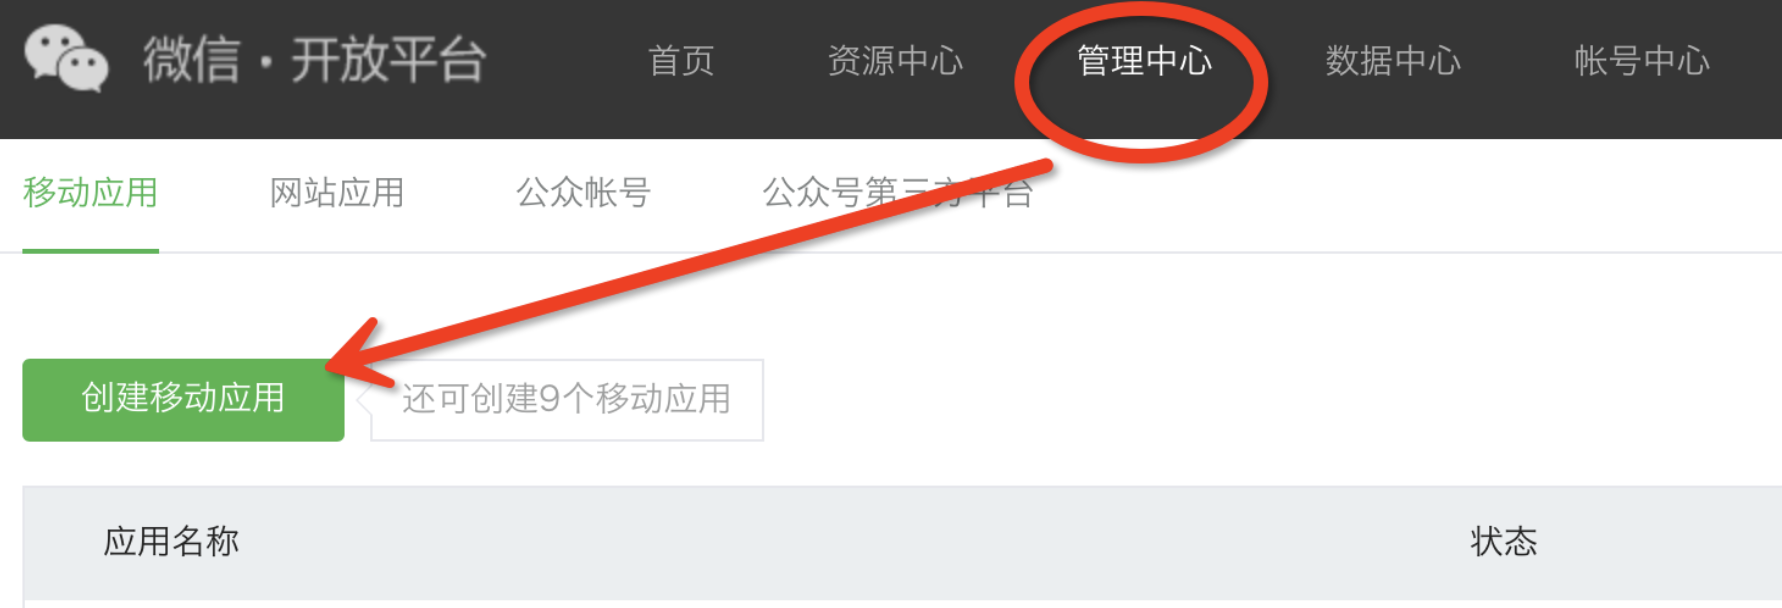 微信·开放平台 首页 资源中心 管理中心 数据中心 帐号中心
移动应用 网站应用 公众帐号 公众号第三方平台
创建移动应用 还可创建9个移动应用
应用名称 状态